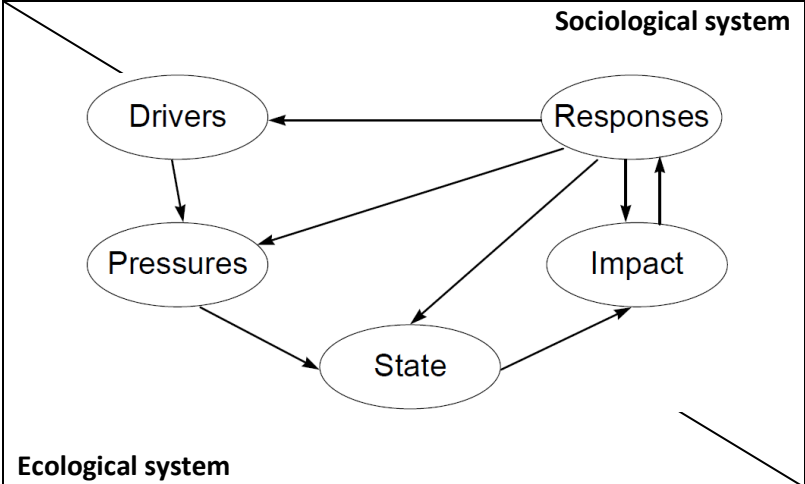 Sociological system
Drivers
Responses
Pressures
Impact
State
Ecological system